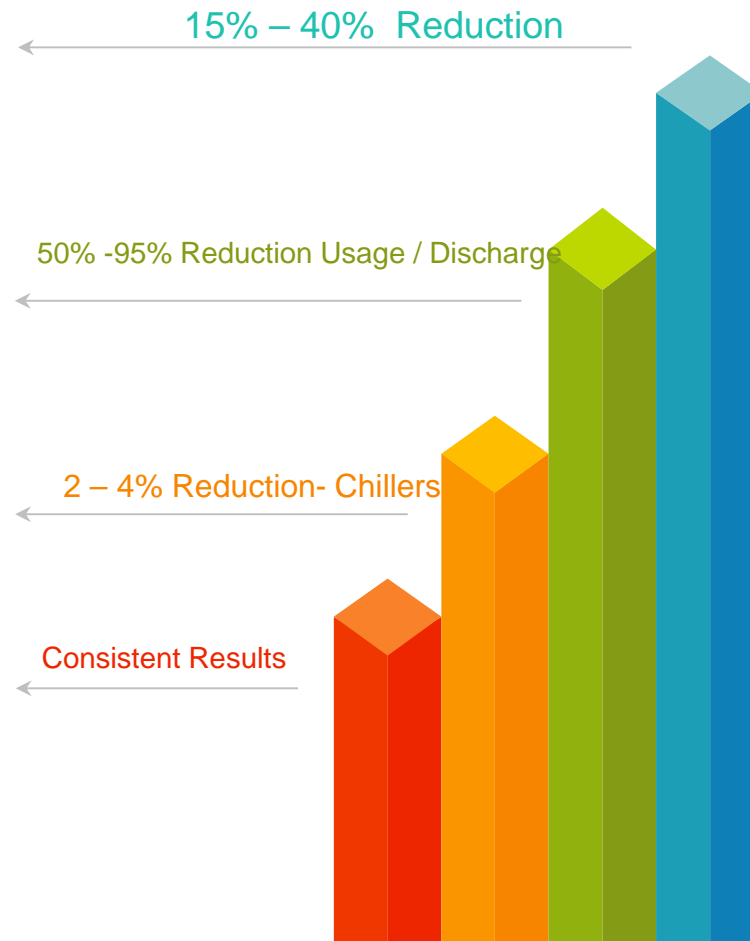 15% – 40%  Reduction
50% -95% Reduction Usage / Discharge
2 – 4% Reduction- Chillers
Consistent Results